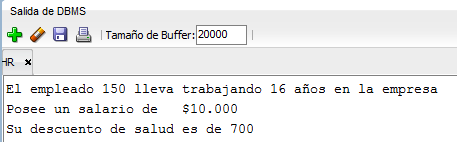 Salida de DBMS
Tamaño de Buffer: 20000
HR
El empleado 150 lleva trabajando 16 años en la empresa
Posee un salario de   $10.000
Su descuento de salud es de 700